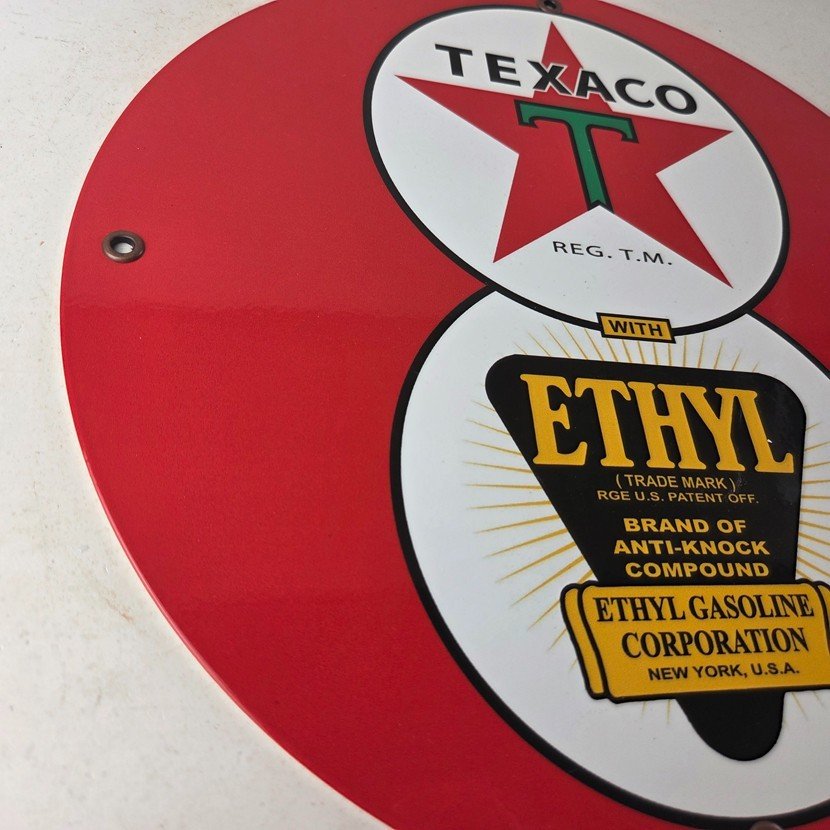 TEXACO
T
REG. T.M.
WITH
ETHYL
( TRADE MARK )
RGE U.S. PATENT OFF.
BRAND OF
ANTI-KNOCK
COMPOUND
ETHYL GASOLINE
CORPORATION
NEW YORK, U.S.A.